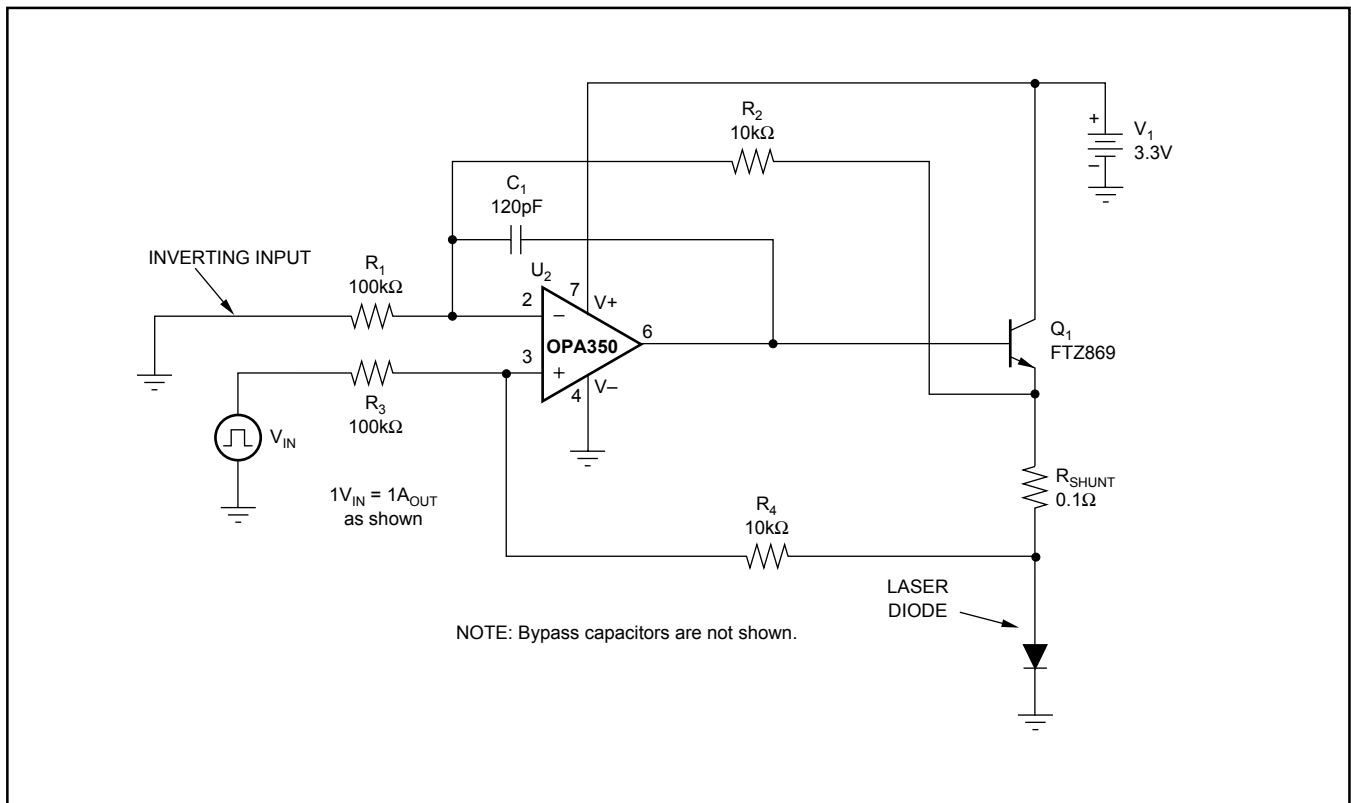 R2
10kΩ
+
V1
3.3V
–
C1
120pF
INVERTING INPUT
R1
100kΩ
U2
7
V+
2
–
OPA350
6
3
+
4
V–
Q1
FTZ869
R3
100kΩ
VIN
1VIN = 1AOUT
as shown
RSHUNT
0.1Ω
R4
10kΩ
LASER
DIODE
NOTE: Bypass capacitors are not shown.